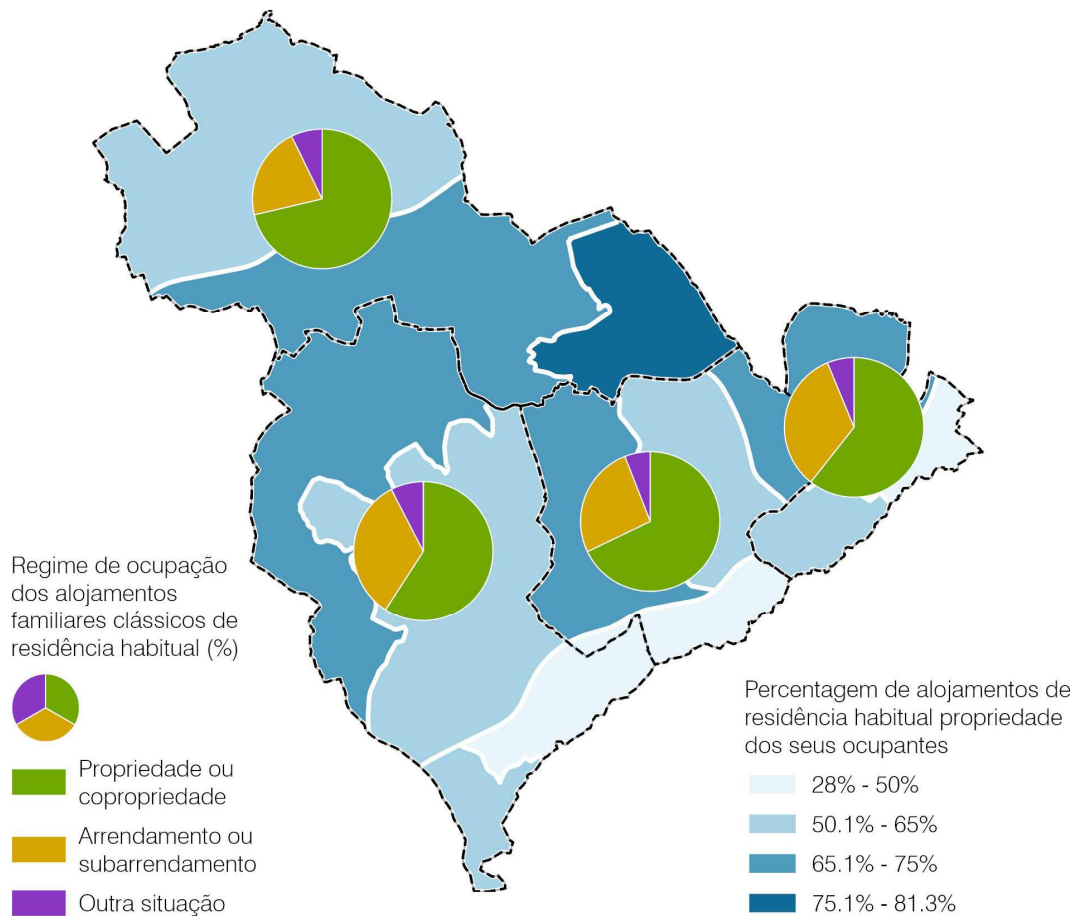 Regime de ocupação
dos alojamentos
familiares clássicos de
residência habitual (%)
Propriedade ou
copropriedade
Arrendamento ou
subarrendamento
Outra situação
Percentagem de alojamentos de
residência habitual propriedade
dos seus ocupantes
28% - 50%
50.1% - 65%
65.1% - 75%
75.1% - 81.3%